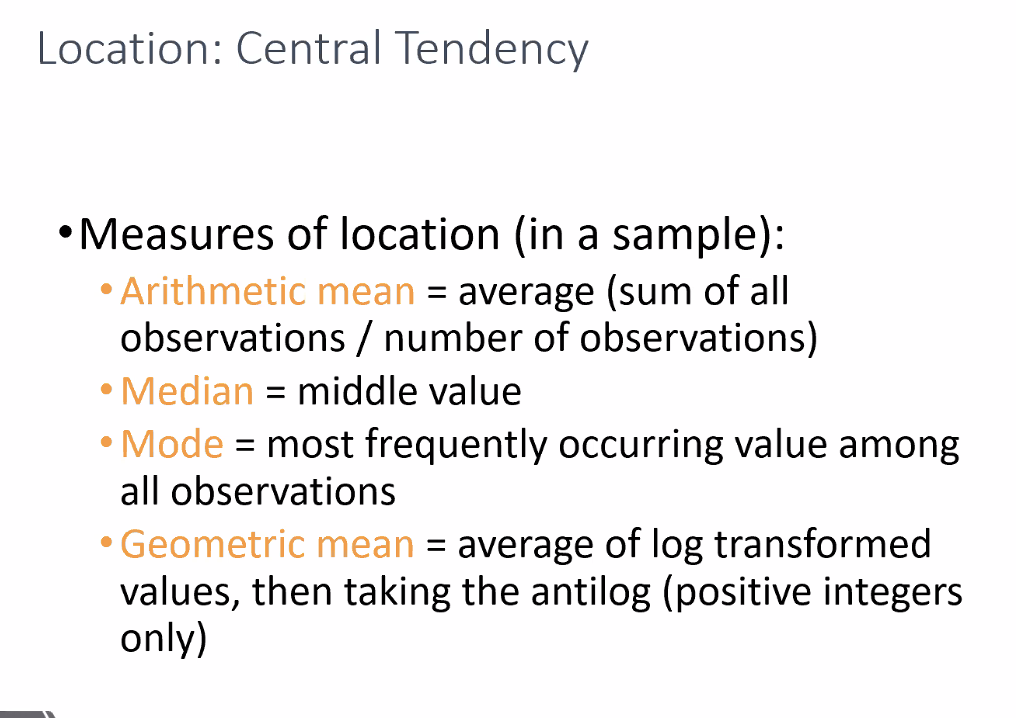 Location: Central Tendency
•Measures of location (in a sample):
•Arithmetic mean = average (sum of all
observations / number of observations)
•Median = middle value
•Mode = most frequently occurring value among
all observations
•Geometric mean = average of log transformed
values, then taking the antilog (positive integers
only)